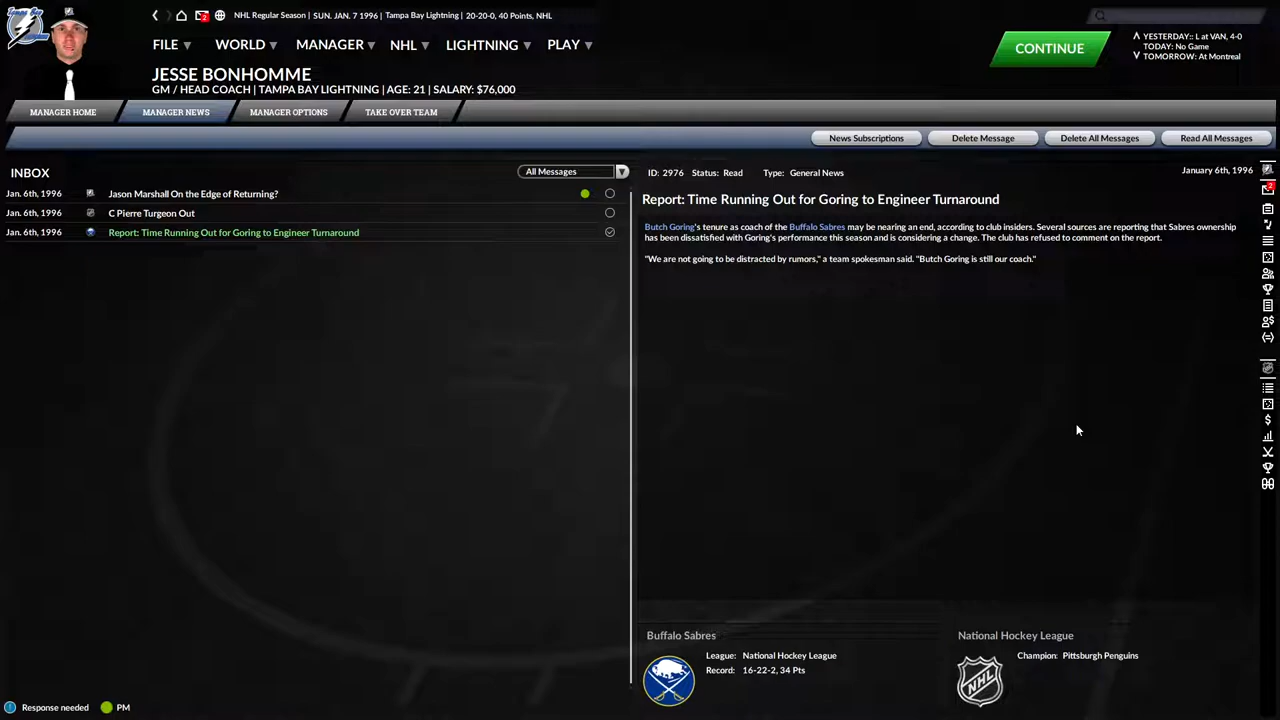 NHL Regular Season | SUN. JAN. 7 1996 | Tampa Bay Lightning | 20-20-0, 40 Points, NHL
FILE WORLD MANAGER NHL LIGHTNING PLAY
CONTINUE
YESTERDAY:: L at VAN, 4-0
TODAY: No Game
TOMORROW: At Montreal
JESSE BONHOMME
GM / HEAD COACH | TAMPA BAY LIGHTNING | AGE: 21 | SALARY: $76,000
MANAGER HOME MANAGER NEWS MANAGER OPTIONS TAKE OVER TEAM
News Subscriptions Delete Message Delete All Messages Read All Messages
INBOX
All Messages
Jan. 6th, 1996 Jason Marshall On the Edge of Returning?
Jan. 6th, 1996 C Pierre Turgeon Out
Jan. 6th, 1996 Report: Time Running Out for Goring to Engineer Turnaround
ID: 2976 Status: Read Type: General News
January 6th, 1996
Report: Time Running Out for Goring to Engineer Turnaround
Butch Goring's tenure as coach of the Buffalo Sabres may be nearing an end, according to club insiders. Several sources are reporting that Sabres ownership
has been dissatisfied with Goring's performance this season and is considering a change. The club has refused to comment on the report.
"We are not going to be distracted by rumors," a team spokesman said. "Butch Goring is still our coach."
Buffalo Sabres
League: National Hockey League
Record: 16-22-2, 34 Pts
National Hockey League
Champion: Pittsburgh Penguins
NHL
Response needed PM